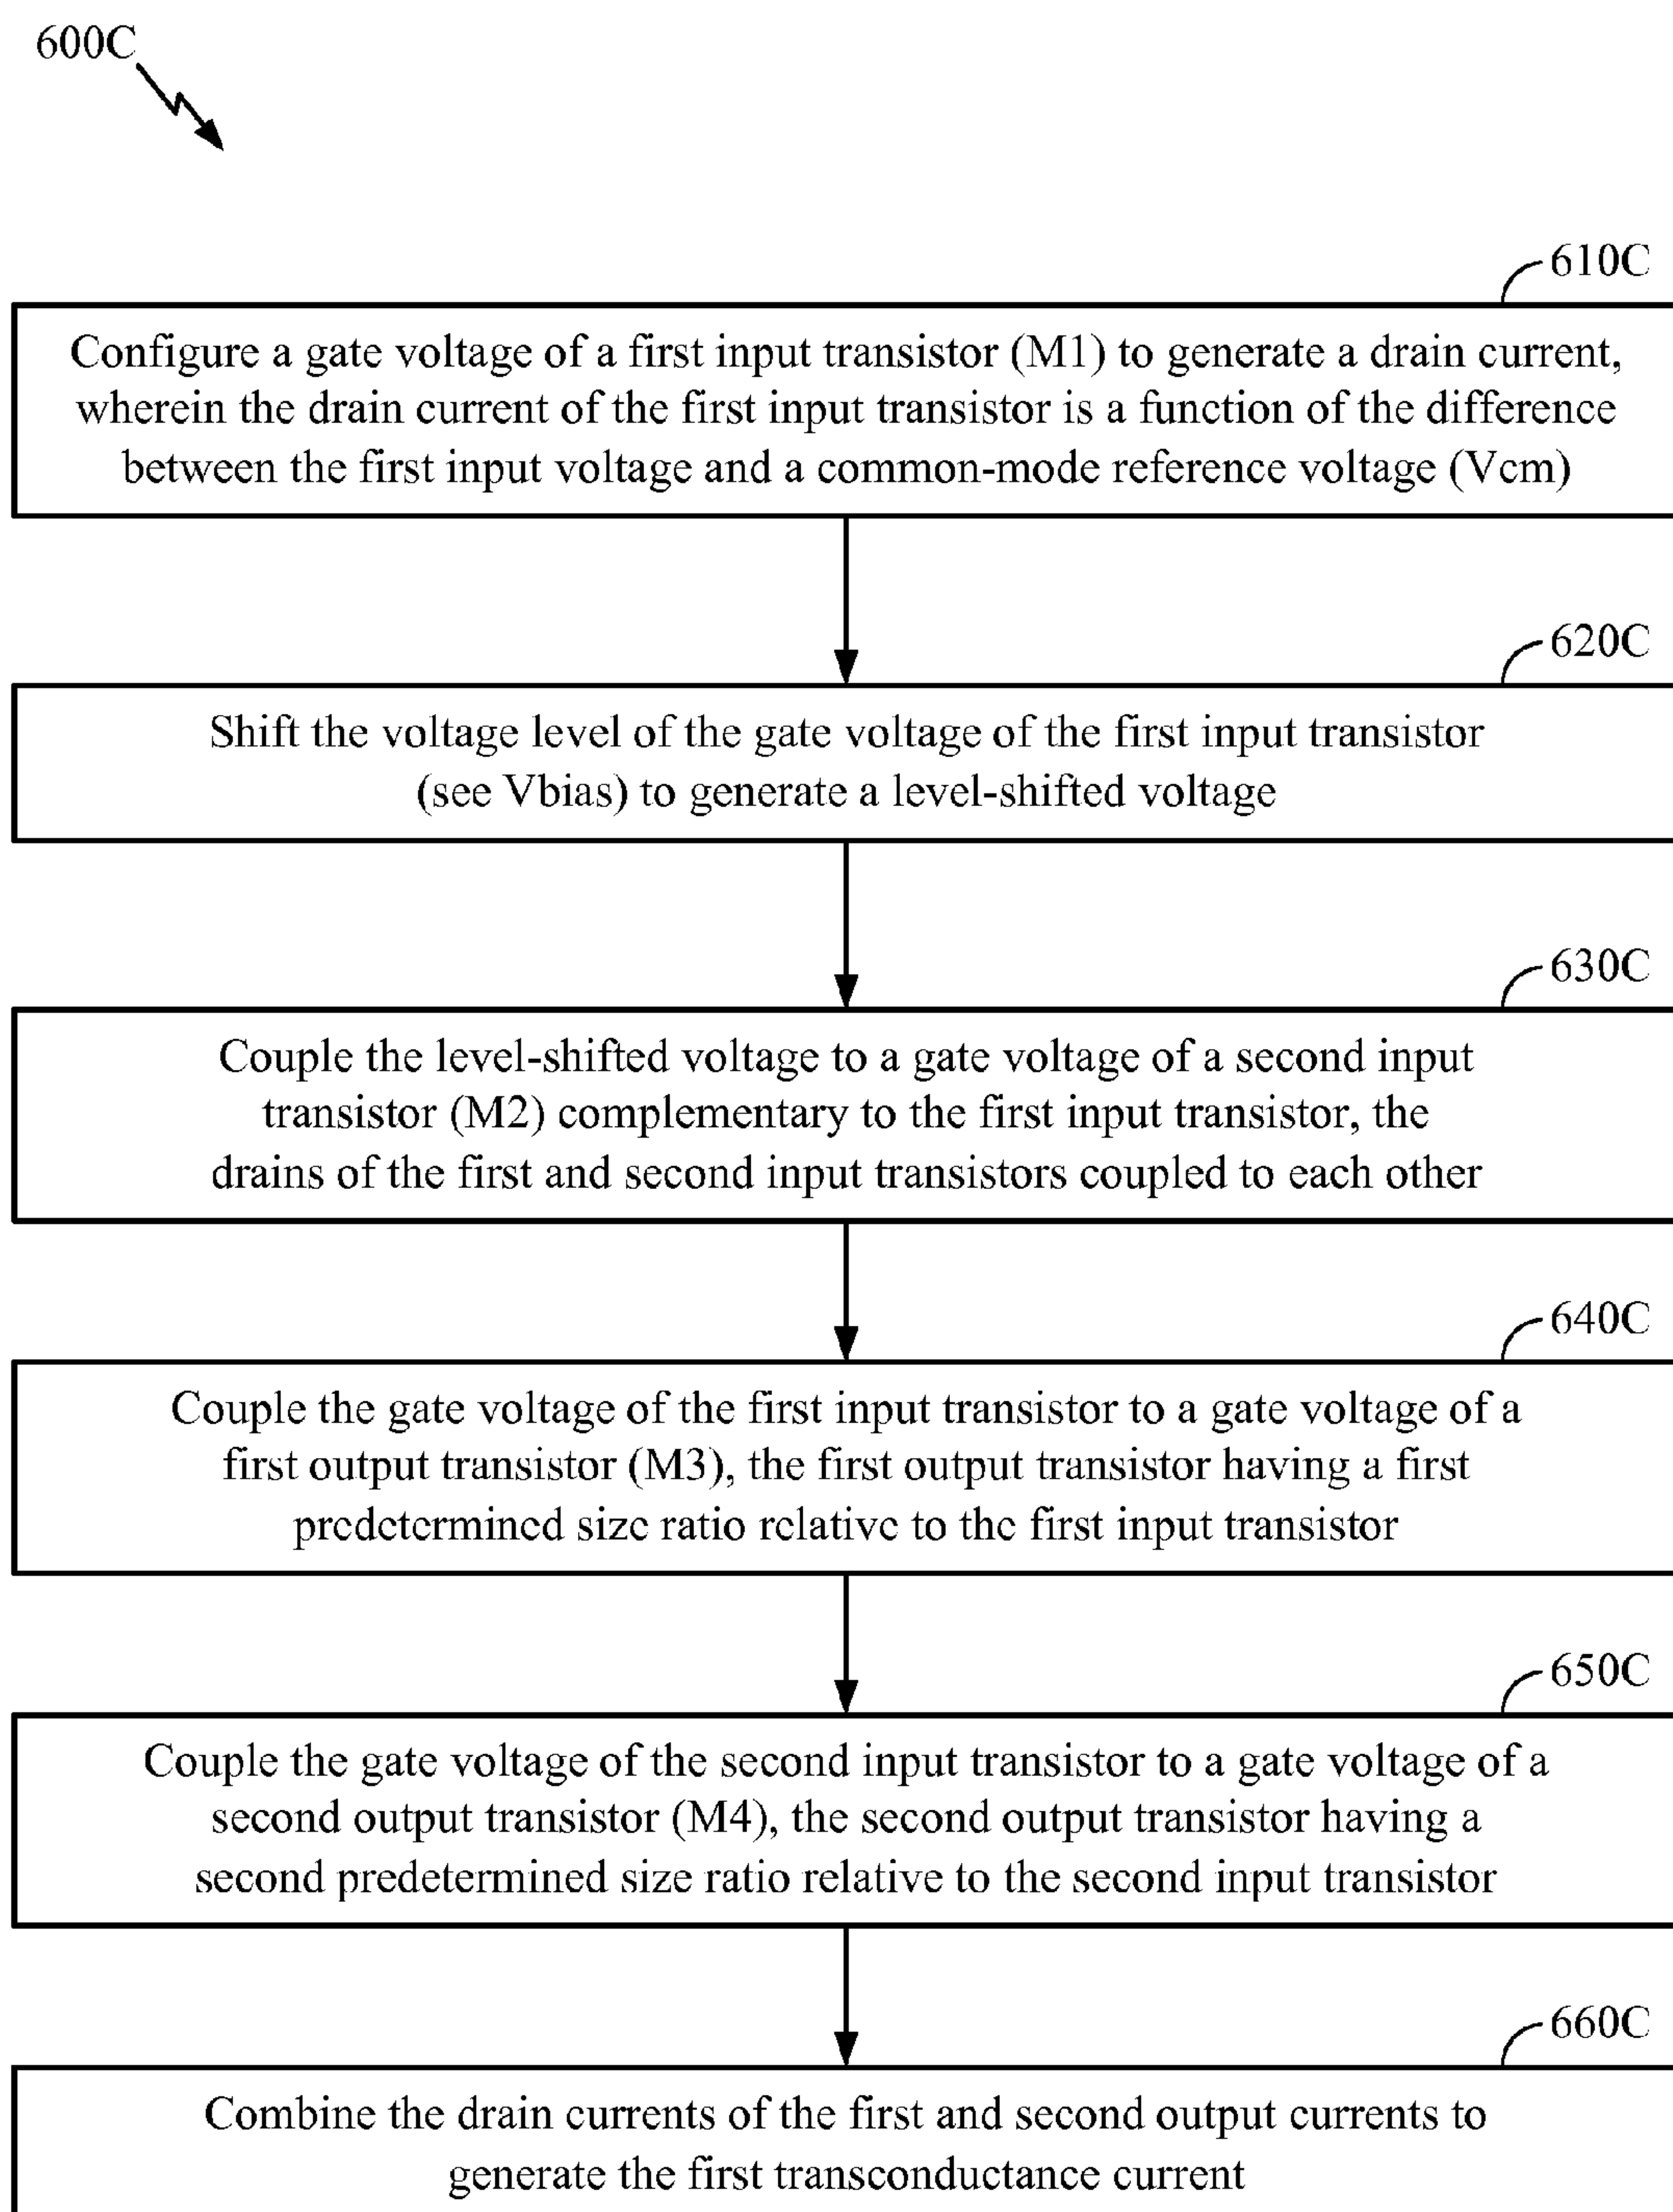 600C
610C
Configure a gate voltage of a first input transistor (M1) to generate a drain current,
wherein the drain current of the first input transistor is a function of the difference
between the first input voltage and a common-mode reference voltage (Vcm)
620C
Shift the voltage level of the gate voltage of the first input transistor
(see Vbias) to generate a level-shifted voltage
630C
Couple the level-shifted voltage to a gate voltage of a second input
transistor (M2) complementary to the first input transistor, the
drains of the first and second input transistors coupled to each other
640C
Couple the gate voltage of the first input transistor to a gate voltage of a
first output transistor (M3), the first output transistor having a first
predetermined size ratio relative to the first input transistor
650C
Couple the gate voltage of the second input transistor to a gate voltage of a
second output transistor (M4), the second output transistor having a
second predetermined size ratio relative to the second input transistor
660C
Combine the drain currents of the first and second output currents to
generate the first transconductance current